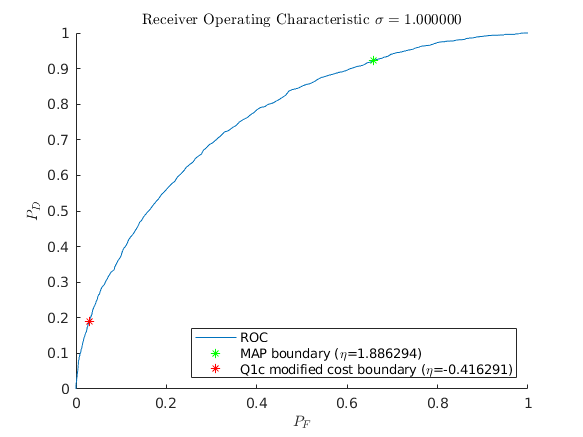 Receiver Operating Characteristic σ = 1.000000
1
0.9
0.8
0.7
0.6
0.5
0.4
0.3
0.2
0.1
0
P_D
ROC
MAP boundary (η=1.886294)
Q1c modified cost boundary (η=-0.416291)
0 0.2 0.4 0.6 0.8 1
P_F